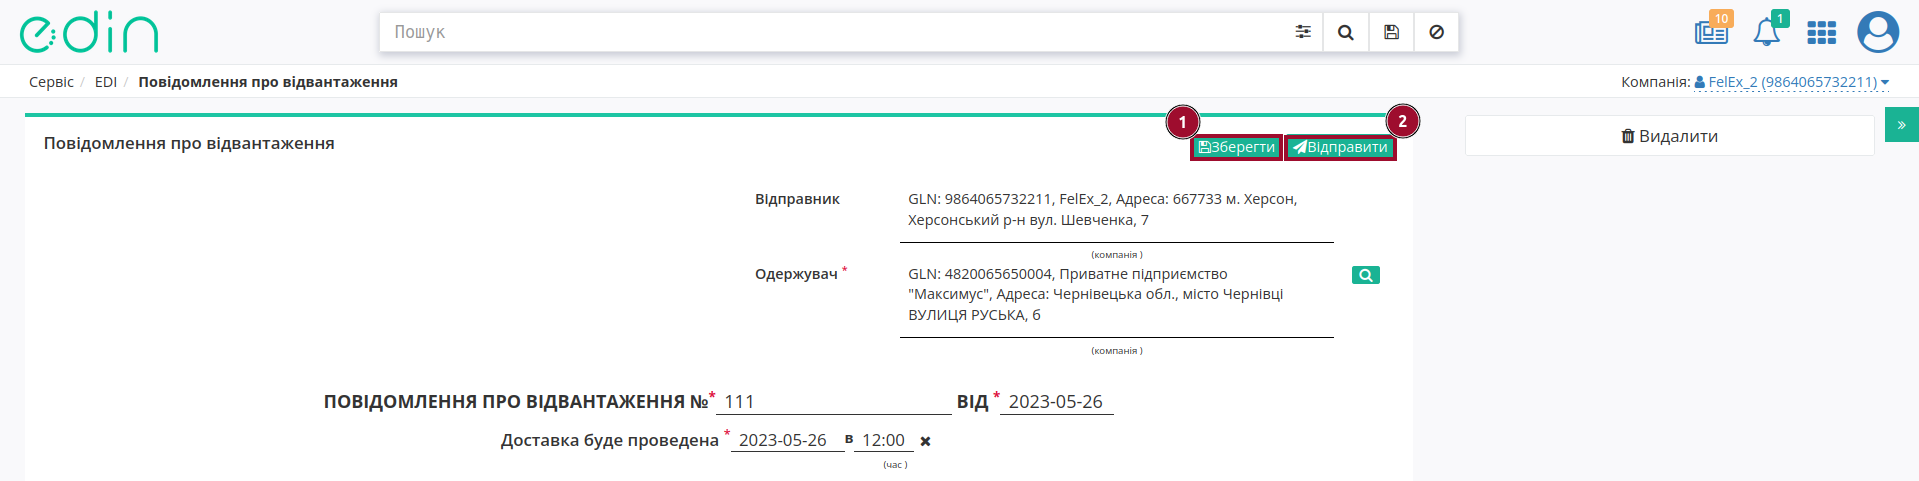 edin
Пошук
10
1
Сервіс / EDI / Повідомлення про відвантаження
Компанія: FelEx_2 (9864065732211)
1
2
»
Повідомлення про відвантаження
Зберегти
Відправити
Видалити
Відправник
GLN: 9864065732211, FelEx_2, Адреса: 667733 м. Херсон,
Херсонський р-н вул. Шевченка, 7
(компанія )
Одержувач *
GLN: 4820065650004, Приватне підприємство
"Максимус", Адреса: Чернівецька обл., місто Чернівці
ВУЛИЦЯ РУСЬКА, б
(компанія )
ПОВІДОМЛЕННЯ ПРО ВІДВАНТАЖЕННЯ №* 111 ВІД * 2023-05-26
Доставка буде проведена * 2023-05-26 в 12:00
(час )